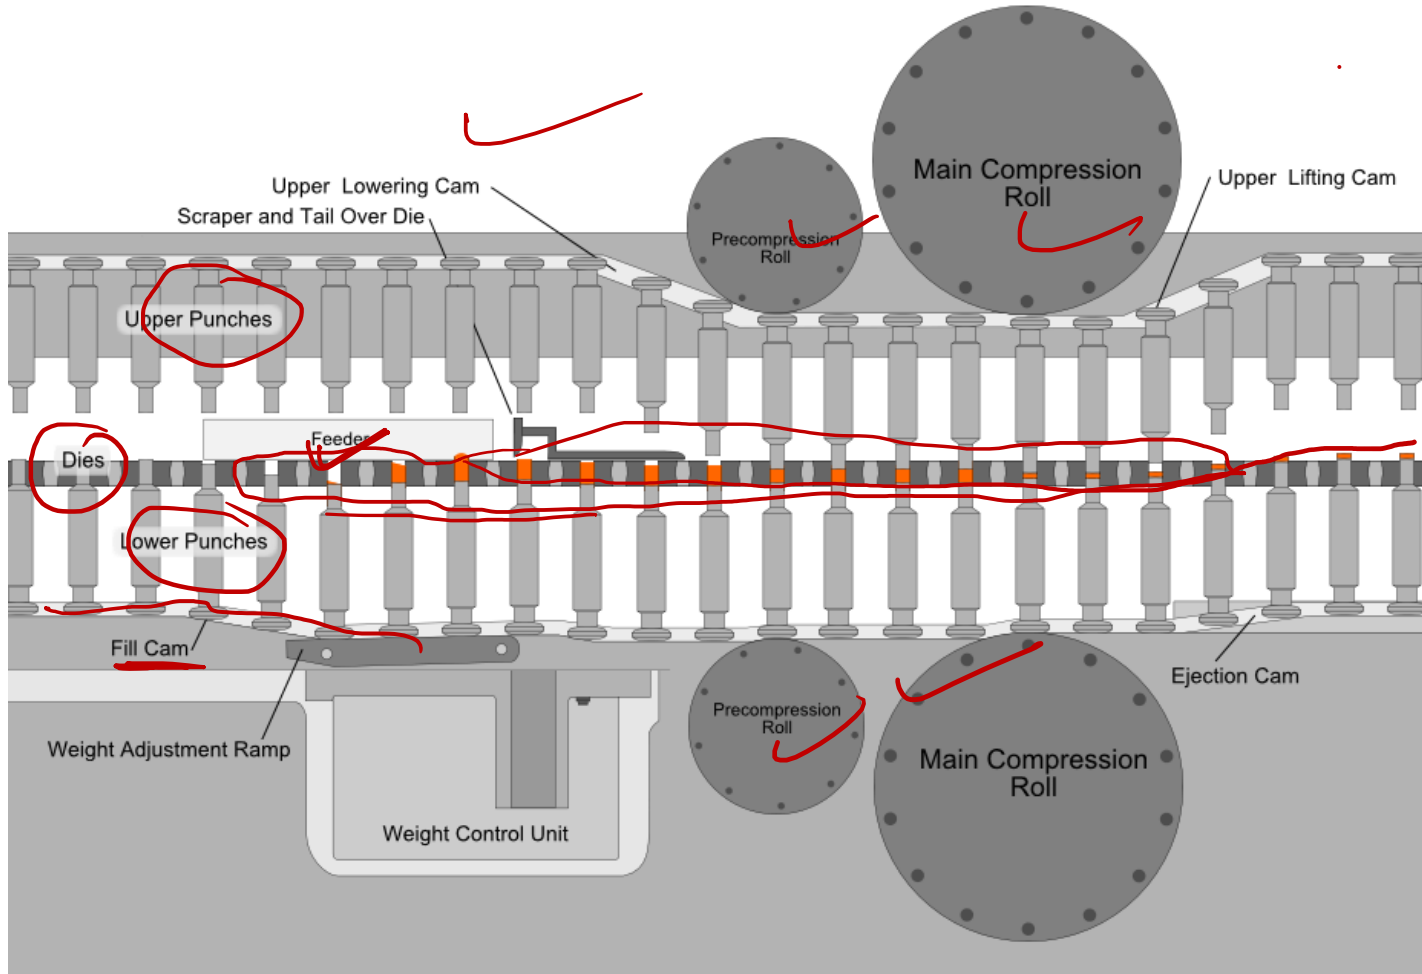 Main Compression
Roll
Upper Lowering Cam
Scraper and Tail Over Die
Upper Lifting Cam
Precompression
Roll
Upper Punches
Feeder
Dies
Lower Punches
Fill Cam
Ejection Cam
Weight Adjustment Ramp
Precompression
Roll
Main Compression
Roll
Weight Control Unit